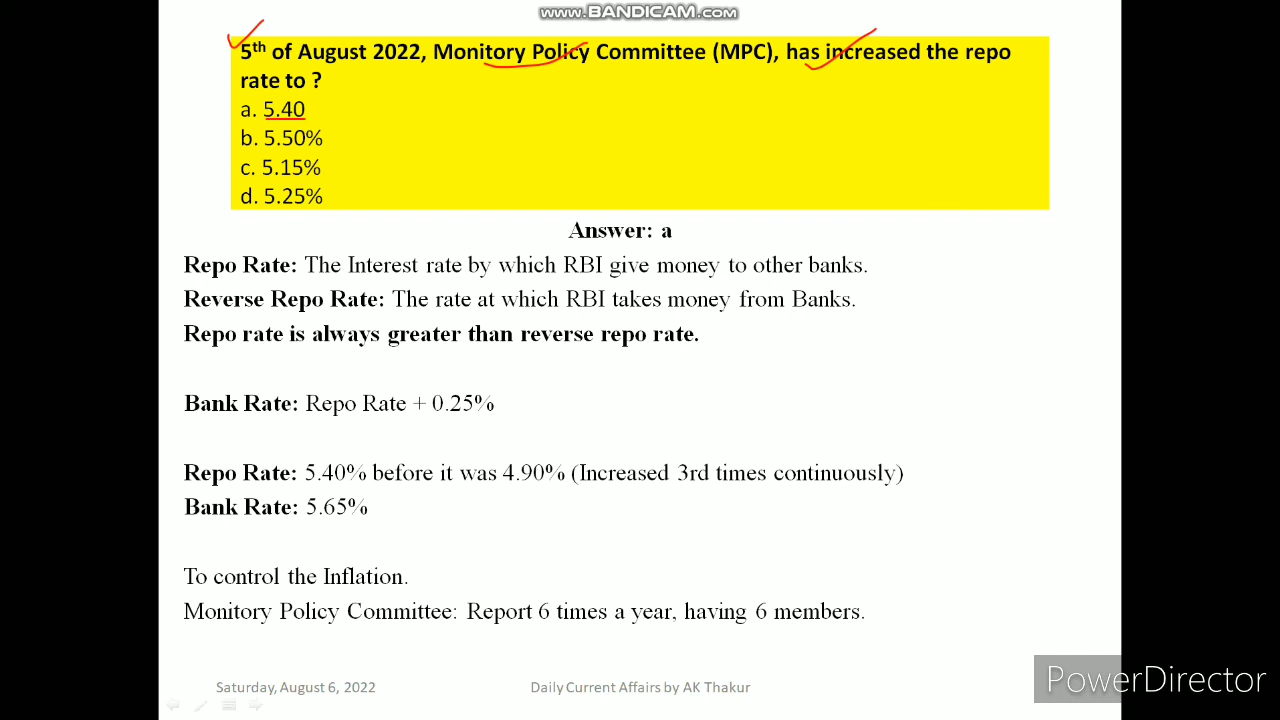 www.BANDICAM.com
5th of August 2022, Monitory Policy Committee (MPC), has increased the repo
rate to ?
a. 5.40
b. 5.50%
c. 5.15%
d. 5.25%
Answer: a
Repo Rate: The Interest rate by which RBI give money to other banks.
Reverse Repo Rate: The rate at which RBI takes money from Banks.
Repo rate is always greater than reverse repo rate.
Bank Rate: Repo Rate + 0.25%
Repo Rate: 5.40% before it was 4.90% (Increased 3rd times continuously)
Bank Rate: 5.65%
To control the Inflation.
Monitory Policy Committee: Report 6 times a year, having 6 members.
Saturday, August 6, 2022
Daily Current Affairs by AK Thakur
PowerDirector